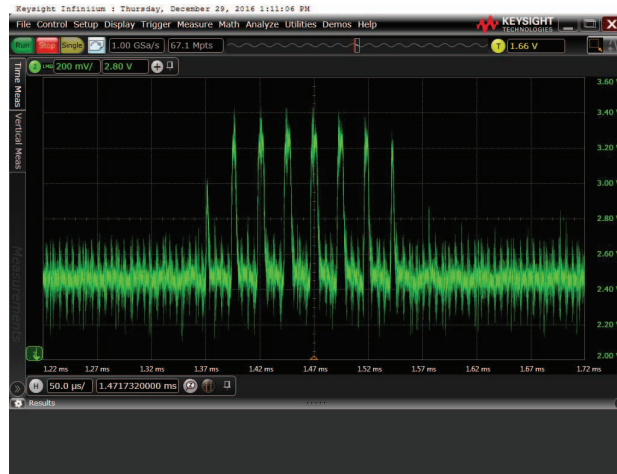 Keysight Infiniium : Thursday, December 29, 2016 1:11:06 PM
File Control Setup Display Trigger Measure Math Analyze Utilities Demos Help
KEYSIGHT
TECHNOLOGIES
Run Stop Single 1.00 GSa/s 67.1 Mpts T 1.66 V
2 200 mV/ 2.80 V
Time Meas
Vertical Meas
Measurements
3.60
3.40 V
3.20 V
3.00 V
2.80 V
2.60 V
2.40 V
2.20 V
2.00 V
1.22 ms 1.27 ms 1.32 ms 1.37 ms 1.42 ms 1.47 ms 1.52 ms 1.57 ms 1.62 ms 1.67 ms 1.72 ms
H 50.0 µs/ 1.4717320000 ms
Results